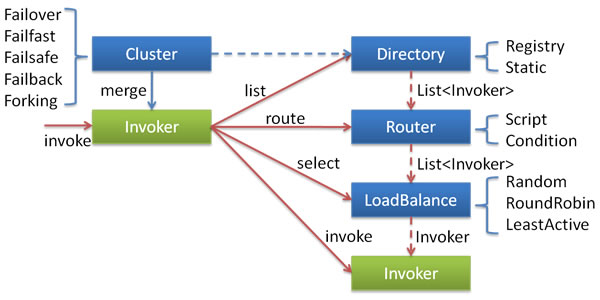 Failover
Failfast
Failsafe
Failback
Forking
Cluster
merge
invoke
Invoker
list
route
select
invoke
Directory
Registry
Static
List<Invoker>
Router
Script
Condition
List<Invoker>
LoadBalance
Random
RoundRobin
LeastActive
Invoker
Invoker